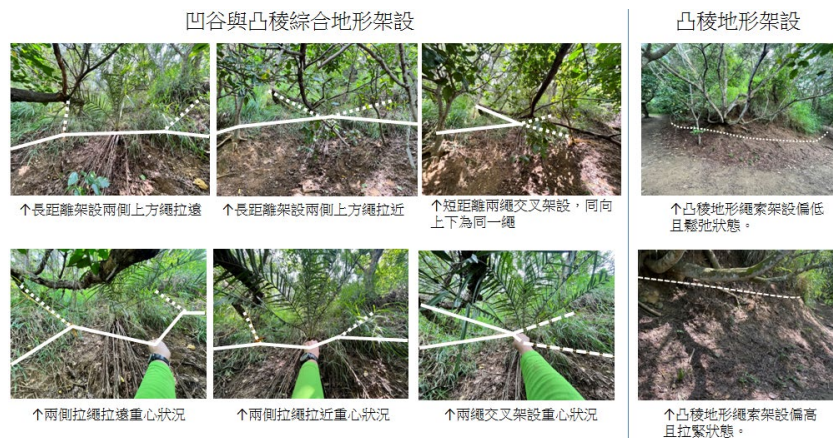 凹谷與凸稜綜合地形架設
凸稜地形架設
↑長距離架設兩側上方繩拉遠
↑長距離架設兩側上方繩拉近
↑短距離兩繩交叉架設，同向
上下為同一繩
↑凸稜地形繩索架設偏低
且鬆弛狀態。
↑兩側拉繩拉遠重心狀況
↑兩側拉繩拉近重心狀況
↑兩繩交叉架設重心狀況
↑凸稜地形繩索架設偏高
且拉緊狀態。